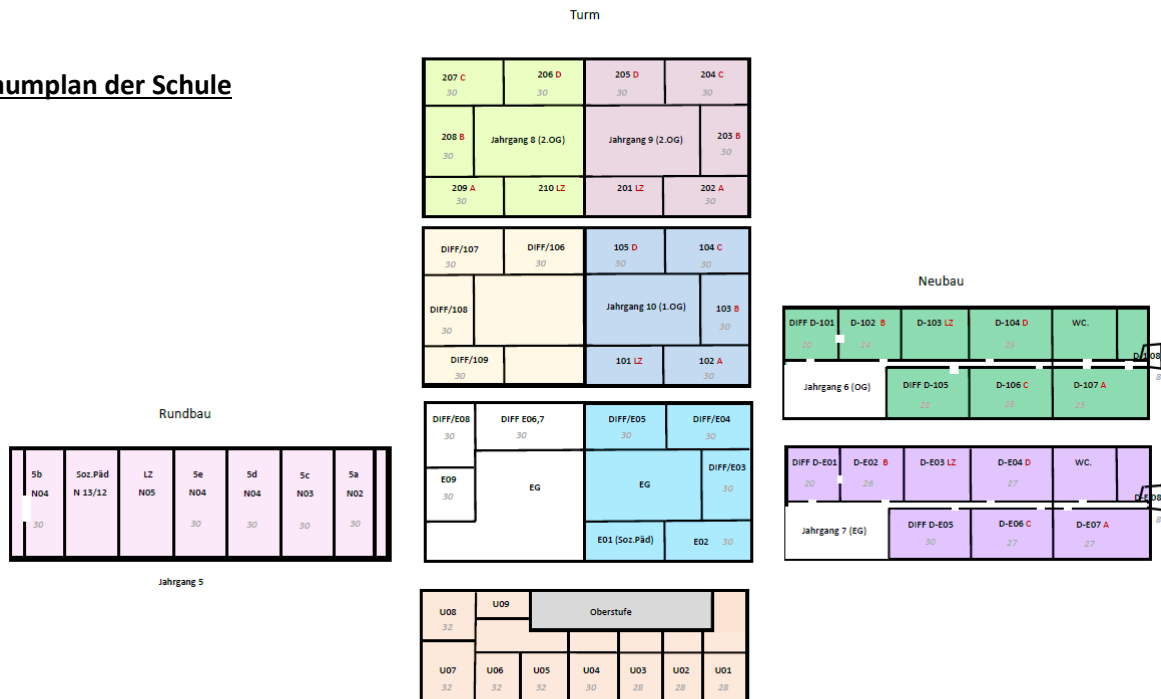 Turm
aumplan der Schule
207 C 206 D 205 D 204 C
30 30 30 30
208 B Jahrgang 8 (2.OG) Jahrgang 9 (2.OG) 203 B
30 30
209 A 210 LZ 201 LZ 202 A
30 30
DIFF/107 DIFF/106 105 D 104 C
30 30 30 30
DIFF/108 Jahrgang 10 (1.OG) 103 B
30 30
DIFF/109 101 LZ 102 A
30 30
Neubau
DIFF D-101 D-102 B D-103 LZ D-104 D WC.
20 24 29
D-108
8
Jahrgang 6 (OG) DIFF D-105 D-106 C D-107 A
28 28 25
Rundbau
5b Soz.Päd LZ 5e 5d 5c 5a
N04 N 13/12 N05 N04 N04 N03 N02
30 30 30 30 30
Jahrgang 5
DIFF/E08 DIFF E06,7 DIFF/E05 DIFF/E04
30 30 30 30
E09 EG EG DIFF/E03
30 30
E01 (Soz.Päd) E02 30
DIFF D-E01 D-E02 B D-E03 LZ D-E04 D WC.
20 26 27
D-E08
8
Jahrgang 7 (EG) DIFF D-E05 D-E06 C D-E07 A
30 27 27
U08 U09 Oberstufe
32
U07 U06 U05 U04 U03 U02 U01
32 32 32 30 28 28 28